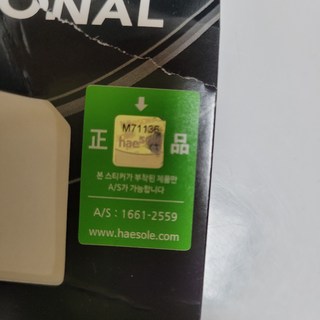 ONAL
M71136
正 品
본 스티커가 부착된 제품만
A/S가 가능합니다
A/S : 1661-2559
www.haesole.com